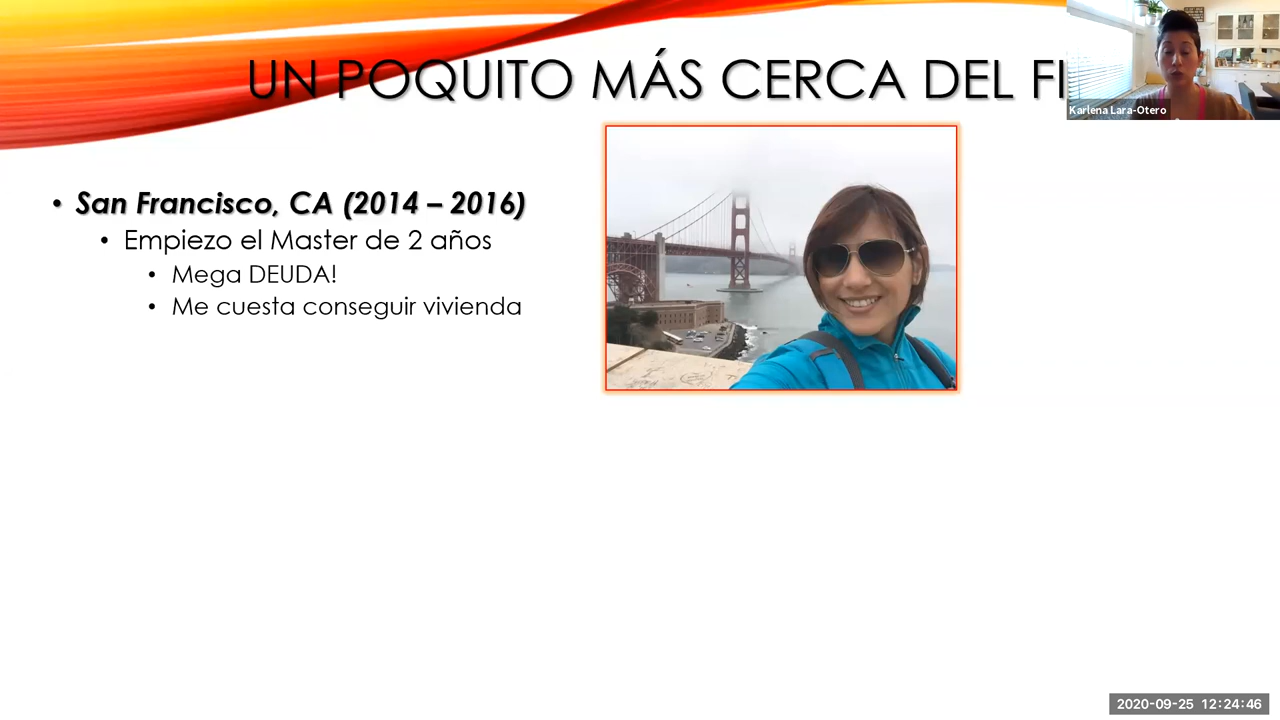 UN POQUITO MÁS CERCA DEL
Karlena Lara-Otero
• San Francisco, CA (2014 – 2016)
• Empiezo el Master de 2 años
• Mega DEUDA!
• Me cuesta conseguir vivienda
2020-09-25 12:24:46